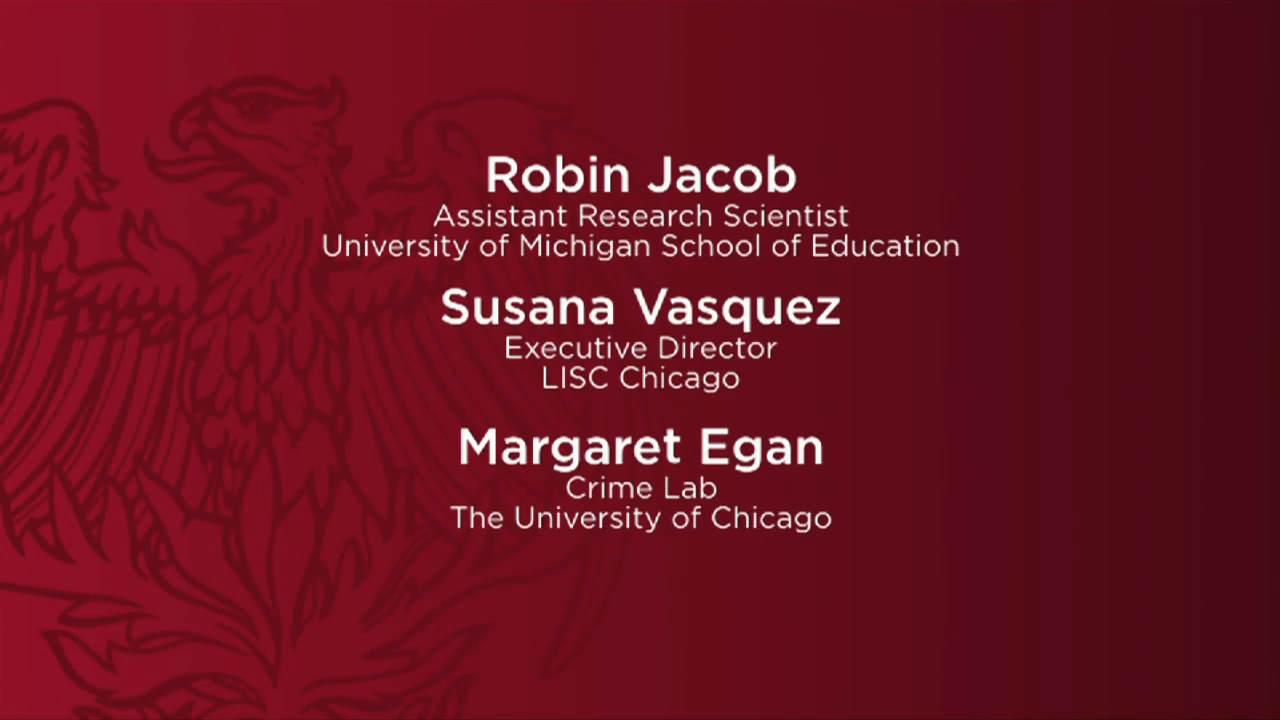 Robin Jacob
Assistant Research Scientist
University of Michigan School of Education
Susana Vasquez
Executive Director
LISC Chicago
Margaret Egan
Crime Lab
The University of Chicago